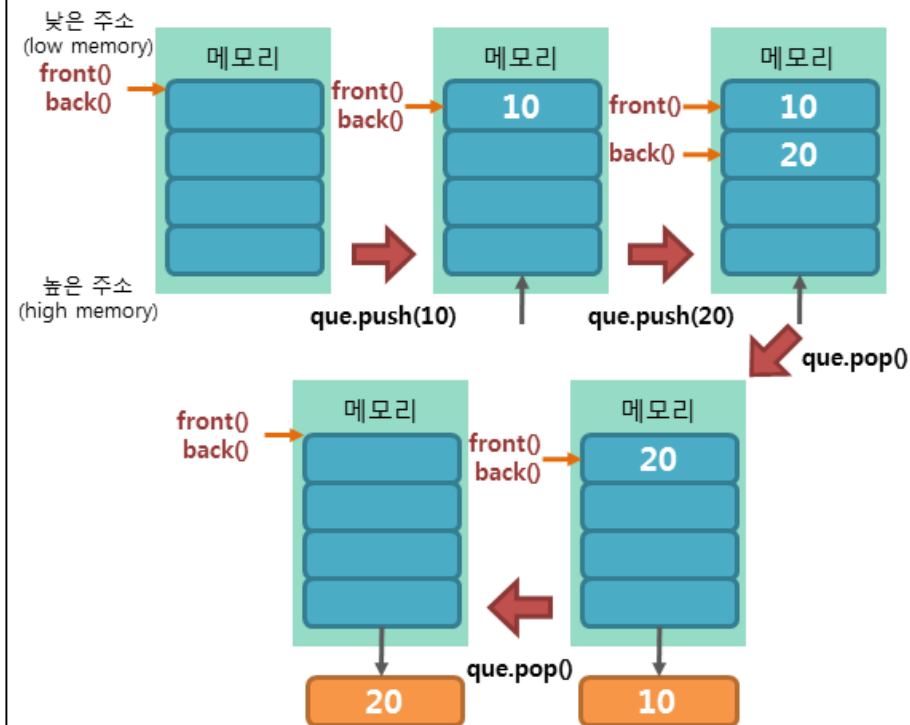 낮은 주소
(low memory)
front()
back()
높은 주소
(high memory)
메모리
que.push(10)
front()
back()
메모리
10
que.push(20)
front()
back()
메모리
10
20
que.pop()
front()
back()
메모리
20
10
que.pop()
front()
back()
메모리
20